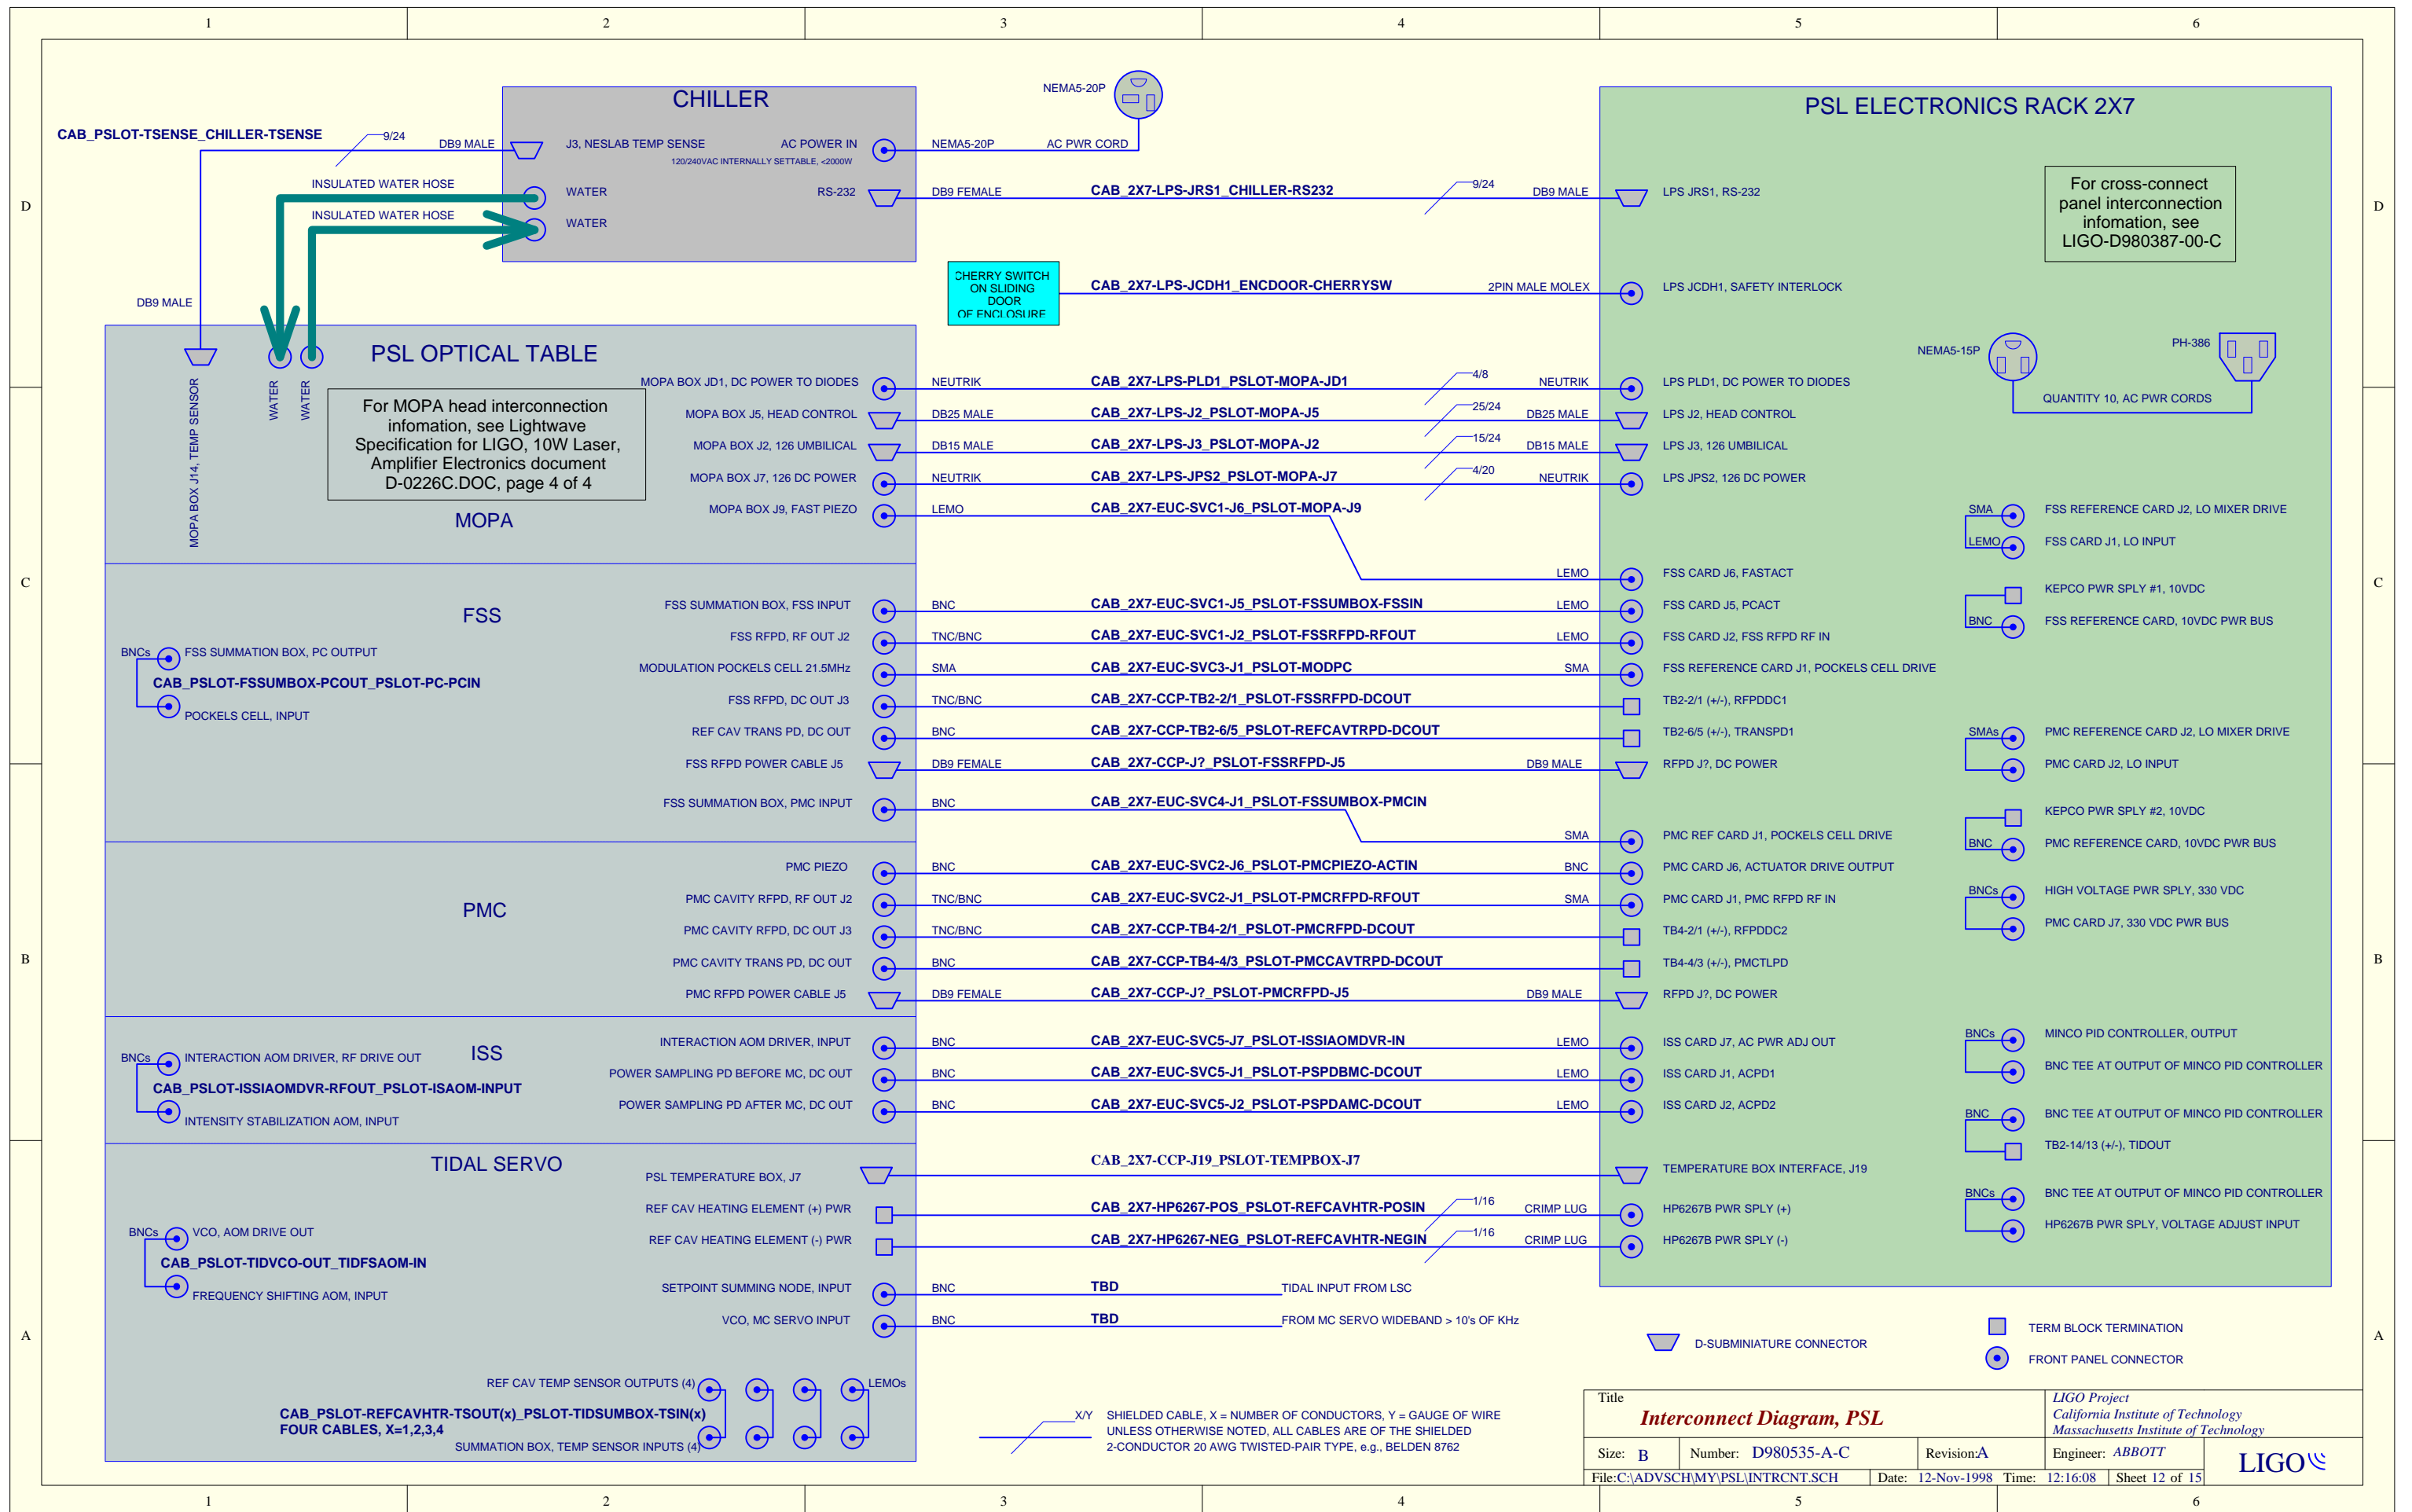 1 2 3 4 5 6
D
C
B
A
D
C
B
A
CAB_PSLOT-TSENSE_CHILLER-TSENSE
9/24
DB9 MALE
INSULATED WATER HOSE
INSULATED WATER HOSE
DB9 MALE
CHILLER
J3, NESLAB TEMP SENSE
AC POWER IN
120/240VAC INTERNALLY SETTABLE, <2000W
WATER
RS-232
WATER
NEMA5-20P
NEMA5-20P
AC PWR CORD
DB9 FEMALE
CAB_2X7-LPS-JRS1_CHILLER-RS232
9/24
DB9 MALE
CHERRY SWITCH
ON SLIDING
DOOR
OF ENCLOSURE
CAB_2X7-LPS-JCDH1_ENCDOOR-CHERRYSW
2PIN MALE MOLEX
PSL ELECTRONICS RACK 2X7
LPS JRS1, RS-232
For cross-connect
panel interconnection
infomation, see
LIGO-D980387-00-C
LPS JCDH1, SAFETY INTERLOCK
NEMA5-15P
PH-386
QUANTITY 10, AC PWR CORDS
PSL OPTICAL TABLE
MOPA BOX J14, TEMP SENSOR
WATER
WATER
For MOPA head interconnection
infomation, see Lightwave
Specification for LIGO, 10W Laser,
Amplifier Electronics document
D-0226C.DOC, page 4 of 4
MOPA
MOPA BOX JD1, DC POWER TO DIODES
NEUTRIK
CAB_2X7-LPS-PLD1_PSLOT-MOPA-JD1
4/8
NEUTRIK
LPS PLD1, DC POWER TO DIODES
MOPA BOX J5, HEAD CONTROL
DB25 MALE
CAB_2X7-LPS-J2_PSLOT-MOPA-J5
25/24
DB25 MALE
LPS J2, HEAD CONTROL
MOPA BOX J2, 126 UMBILICAL
DB15 MALE
CAB_2X7-LPS-J3_PSLOT-MOPA-J2
15/24
DB15 MALE
LPS J3, 126 UMBILICAL
MOPA BOX J7, 126 DC POWER
NEUTRIK
CAB_2X7-LPS-JPS2_PSLOT-MOPA-J7
4/20
NEUTRIK
LPS JPS2, 126 DC POWER
MOPA BOX J9, FAST PIEZO
LEMO
CAB_2X7-EUC-SVC1-J6_PSLOT-MOPA-J9
LEMO
FSS CARD J6, FASTACT
FSS
BNCs
FSS SUMMATION BOX, PC OUTPUT
CAB_PSLOT-FSSUMBOX-PCOUT_PSLOT-PC-PCIN
POCKELS CELL, INPUT
FSS SUMMATION BOX, FSS INPUT
BNC
CAB_2X7-EUC-SVC1-J5_PSLOT-FSSUMBOX-FSSIN
LEMO
FSS CARD J5, PCACT
FSS RFPD, RF OUT J2
TNC/BNC
CAB_2X7-EUC-SVC1-J2_PSLOT-FSSRFPD-RFOUT
LEMO
FSS CARD J2, FSS RFPD RF IN
MODULATION POCKELS CELL 21.5MHz
SMA
CAB_2X7-EUC-SVC3-J1_PSLOT-MODPC
SMA
FSS REFERENCE CARD J1, POCKELS CELL DRIVE
FSS RFPD, DC OUT J3
TNC/BNC
CAB_2X7-CCP-TB2-2/1_PSLOT-FSSRFPD-DCOUT
TB2-2/1 (+/-), RFPDDC1
REF CAV TRANS PD, DC OUT
BNC
CAB_2X7-CCP-TB2-6/5_PSLOT-REFCAVTRPD-DCOUT
TB2-6/5 (+/-), TRANSPD1
FSS RFPD POWER CABLE J5
DB9 FEMALE
CAB_2X7-CCP-J?_PSLOT-FSSRFPD-J5
DB9 MALE
RFPD J?, DC POWER
FSS SUMMATION BOX, PMC INPUT
BNC
CAB_2X7-EUC-SVC4-J1_PSLOT-FSSUMBOX-PMCIN
SMA
PMC REF CARD J1, POCKELS CELL DRIVE
PMC
PMC PIEZO
BNC
CAB_2X7-EUC-SVC2-J6_PSLOT-PMCPIEZO-ACTIN
BNC
PMC CARD J6, ACTUATOR DRIVE OUTPUT
PMC CAVITY RFPD, RF OUT J2
TNC/BNC
CAB_2X7-EUC-SVC2-J1_PSLOT-PMCRFPD-RFOUT
SMA
PMC CARD J1, PMC RFPD RF IN
PMC CAVITY RFPD, DC OUT J3
TNC/BNC
CAB_2X7-CCP-TB4-2/1_PSLOT-PMCRFPD-DCOUT
TB4-2/1 (+/-), RFPDDC2
PMC CAVITY TRANS PD, DC OUT
BNC
CAB_2X7-CCP-TB4-4/3_PSLOT-PMCCAVTRPD-DCOUT
TB4-4/3 (+/-), PMCTLPD
PMC RFPD POWER CABLE J5
DB9 FEMALE
CAB_2X7-CCP-J?_PSLOT-PMCRFPD-J5
DB9 MALE
RFPD J?, DC POWER
ISS
BNCs
INTERACTION AOM DRIVER, RF DRIVE OUT
CAB_PSLOT-ISSIAOMDVR-RFOUT_PSLOT-ISAOM-INPUT
INTENSITY STABILIZATION AOM, INPUT
INTERACTION AOM DRIVER, INPUT
BNC
CAB_2X7-EUC-SVC5-J7_PSLOT-ISSIAOMDVR-IN
LEMO
ISS CARD J7, AC PWR ADJ OUT
POWER SAMPLING PD BEFORE MC, DC OUT
BNC
CAB_2X7-EUC-SVC5-J1_PSLOT-PSPDBMC-DCOUT
LEMO
ISS CARD J1, ACPD1
POWER SAMPLING PD AFTER MC, DC OUT
BNC
CAB_2X7-EUC-SVC5-J2_PSLOT-PSPDAMC-DCOUT
LEMO
ISS CARD J2, ACPD2
TIDAL SERVO
PSL TEMPERATURE BOX, J7
CAB_2X7-CCP-J19_PSLOT-TEMPBOX-J7
TEMPERATURE BOX INTERFACE, J19
REF CAV HEATING ELEMENT (+) PWR
CAB_2X7-HP6267-POS_PSLOT-REFCAVHTR-POSIN
1/16
CRIMP LUG
HP6267B PWR SPLY (+)
REF CAV HEATING ELEMENT (-) PWR
CAB_2X7-HP6267-NEG_PSLOT-REFCAVHTR-NEGIN
1/16
CRIMP LUG
HP6267B PWR SPLY (-)
BNCs
VCO, AOM DRIVE OUT
CAB_PSLOT-TIDVCO-OUT_TIDFSAOM-IN
FREQUENCY SHIFTING AOM, INPUT
SETPOINT SUMMING NODE, INPUT
BNC
TBD
TIDAL INPUT FROM LSC
VCO, MC SERVO INPUT
BNC
TBD
FROM MC SERVO WIDEBAND > 10's OF KHz
REF CAV TEMP SENSOR OUTPUTS (4)
LEMOs
CAB_PSLOT-REFCAVHTR-TSOUT(x)_PSLOT-TIDSUMBOX-TSIN(x)
FOUR CABLES, X=1,2,3,4
SUMMATION BOX, TEMP SENSOR INPUTS (4)
SMA
FSS REFERENCE CARD J2, LO MIXER DRIVE
LEMO
FSS CARD J1, LO INPUT
KEPCO PWR SPLY #1, 10VDC
BNC
FSS REFERENCE CARD, 10VDC PWR BUS
SMAs
PMC REFERENCE CARD J2, LO MIXER DRIVE
PMC CARD J2, LO INPUT
KEPCO PWR SPLY #2, 10VDC
BNC
PMC REFERENCE CARD, 10VDC PWR BUS
BNCs
HIGH VOLTAGE PWR SPLY, 330 VDC
PMC CARD J7, 330 VDC PWR BUS
BNCs
MINCO PID CONTROLLER, OUTPUT
BNC TEE AT OUTPUT OF MINCO PID CONTROLLER
BNC
BNC TEE AT OUTPUT OF MINCO PID CONTROLLER
TB2-14/13 (+/-), TIDOUT
BNCs
BNC TEE AT OUTPUT OF MINCO PID CONTROLLER
HP6267B PWR SPLY, VOLTAGE ADJUST INPUT
D-SUBMINIATURE CONNECTOR
TERM BLOCK TERMINATION
FRONT PANEL CONNECTOR
X/Y
SHIELDED CABLE, X = NUMBER OF CONDUCTORS, Y = GAUGE OF WIRE
UNLESS OTHERWISE NOTED, ALL CABLES ARE OF THE SHIELDED
2-CONDUCTOR 20 AWG TWISTED-PAIR TYPE, e.g., BELDEN 8762
Title
Interconnect Diagram, PSL
LIGO Project
California Institute of Technology
Massachusetts Institute of Technology
Size: B
Number: D980535-A-C
Revision:A
Engineer: ABBOTT
LIGO
File:C:\ADVSCH\MY\PSL\INTRCNT.SCH
Date: 12-Nov-1998
Time: 12:16:08
Sheet 12 of 15
1 2 3 4 5 6